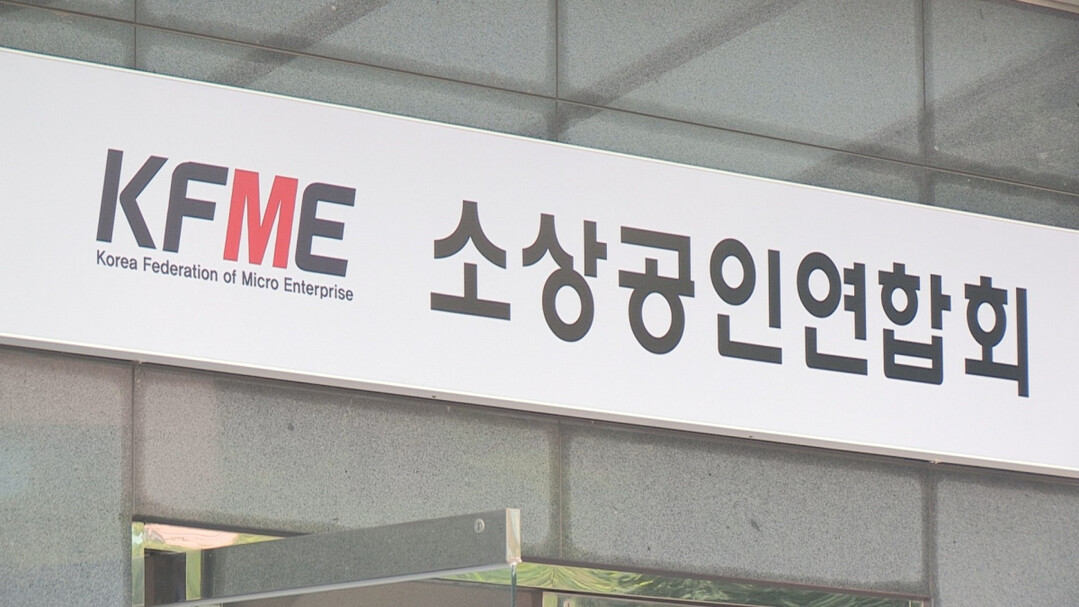 KFME
Korea Federation of Micro Enterprise
소상공인연합회